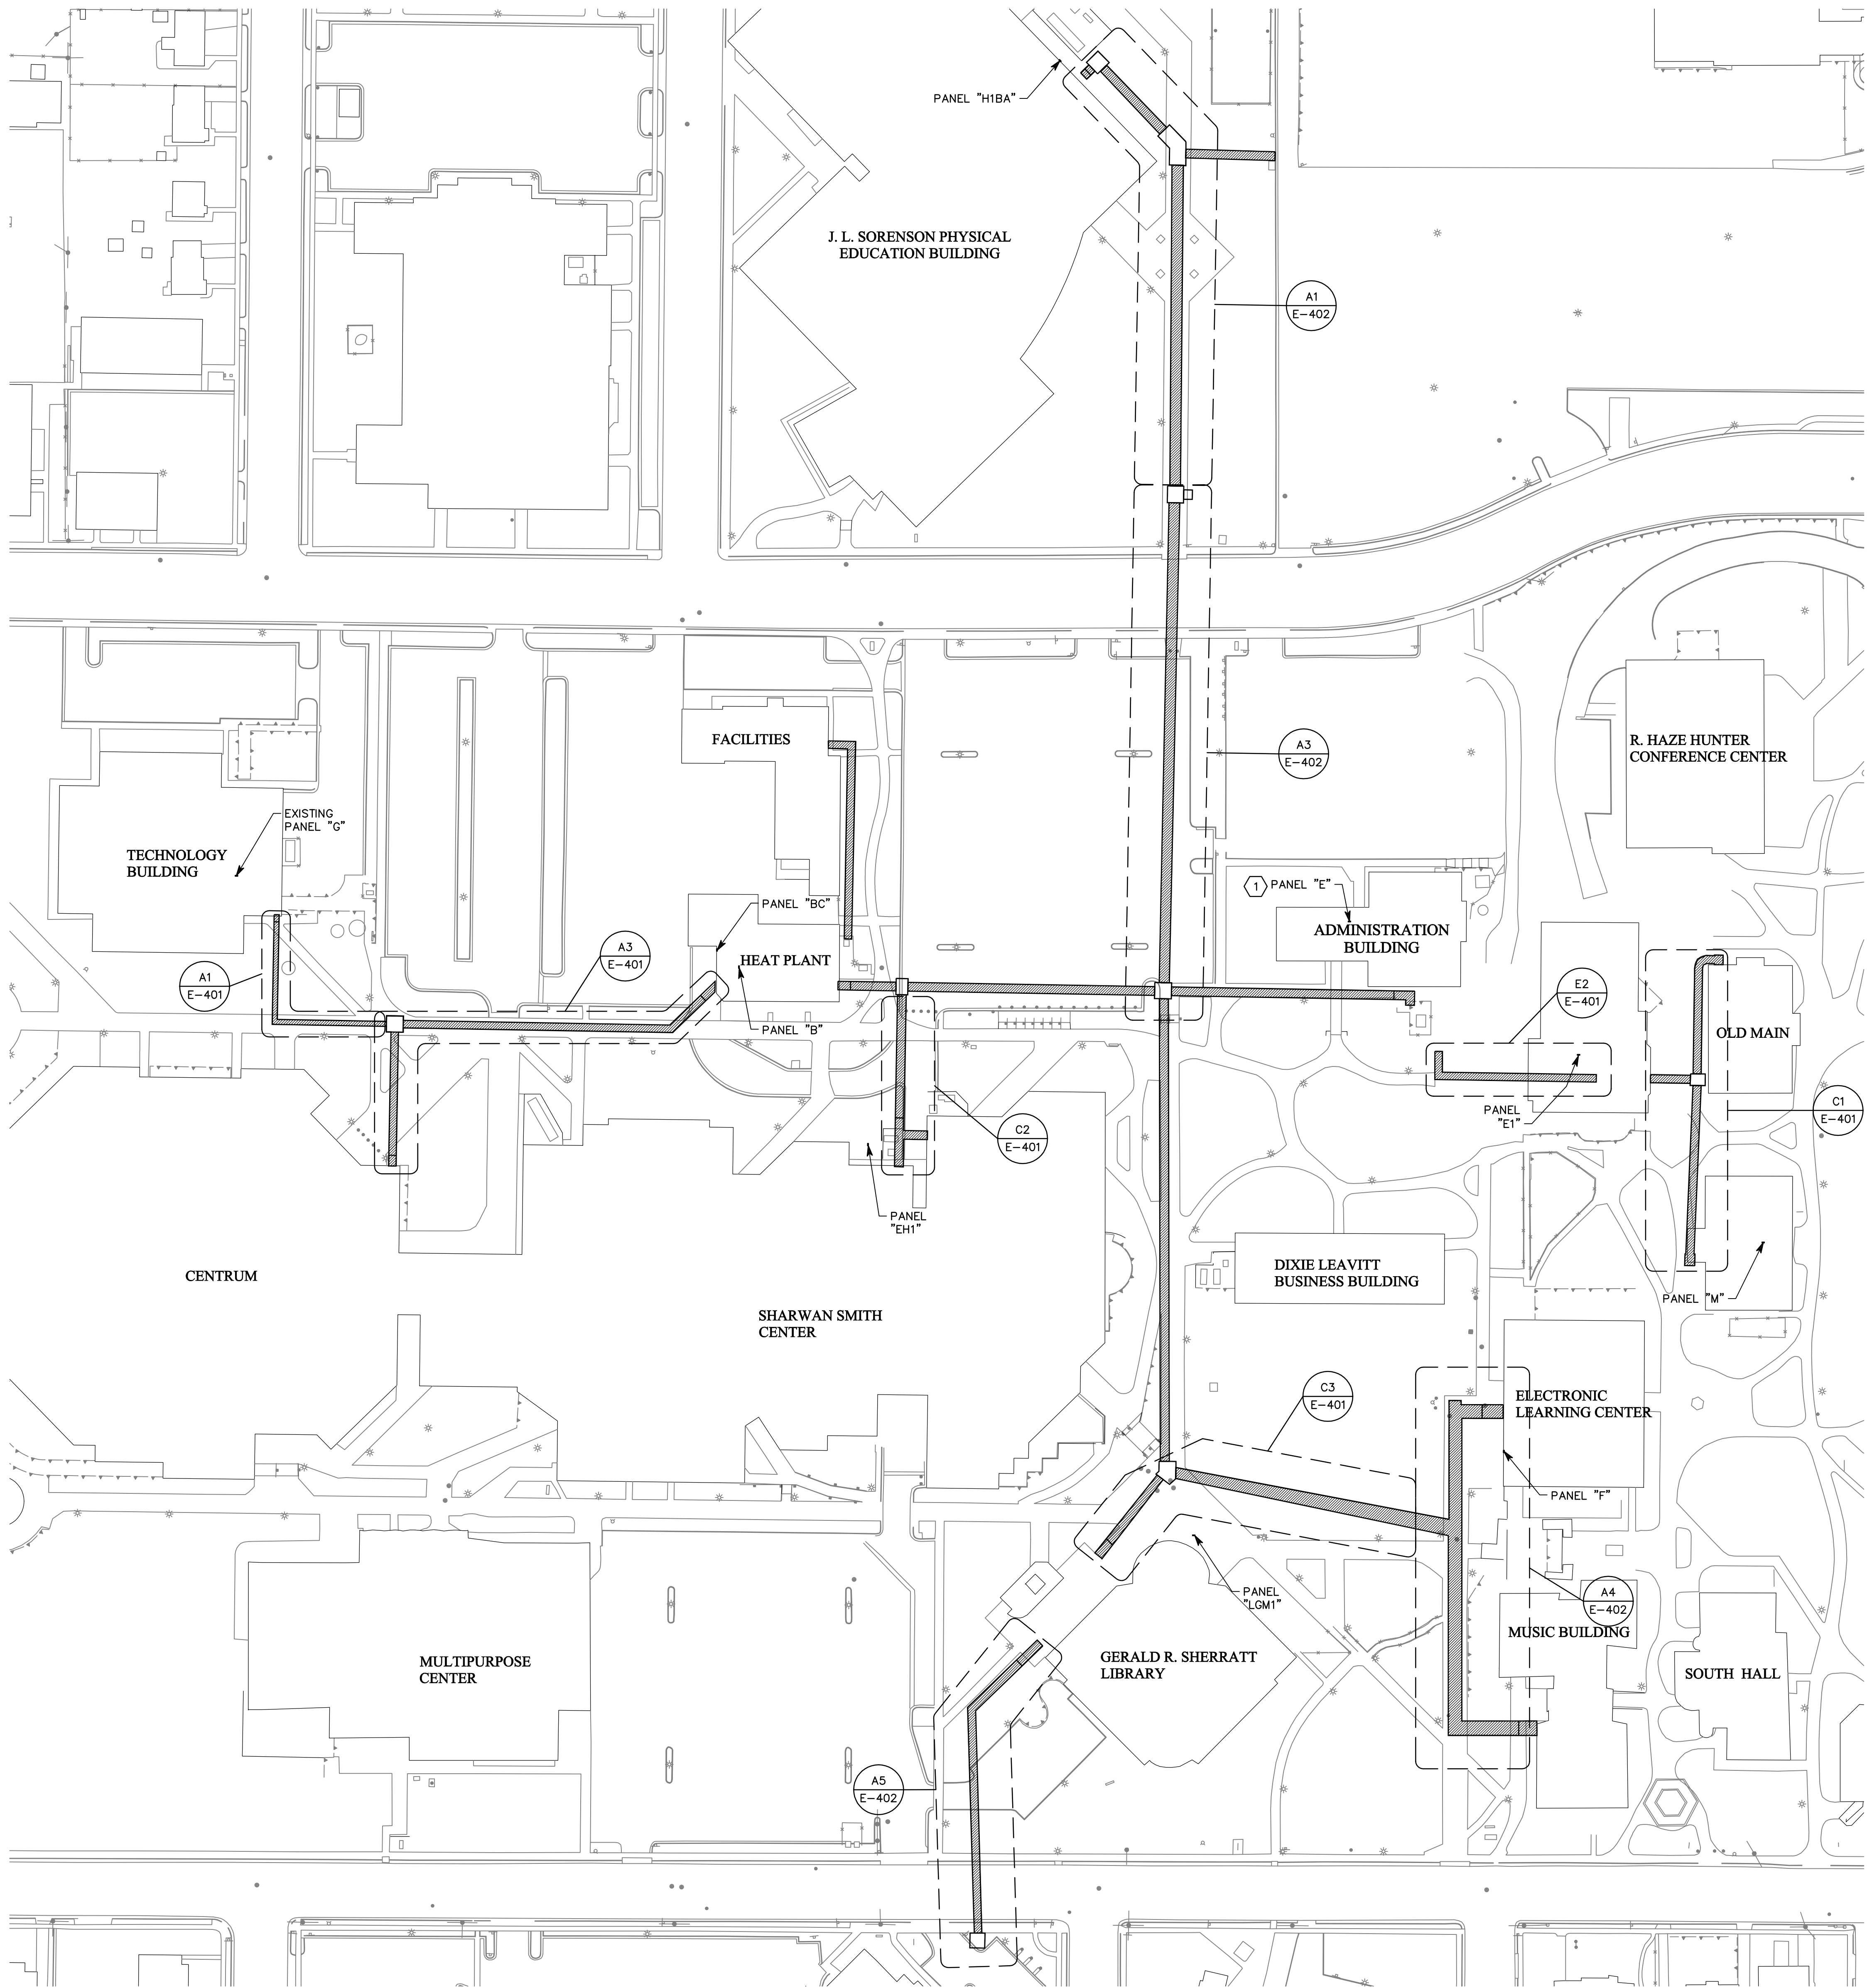 PANEL "H1BA"
J. L. SORENSON PHYSICAL
EDUCATION BUILDING
A1
E-402
FACILITIES
A3
E-402
R. HAZE HUNTER
CONFERENCE CENTER
EXISTING
PANEL "G"
TECHNOLOGY
BUILDING
PANEL "BC"
1
PANEL "E"
ADMINISTRATION
BUILDING
A3
E-401
HEAT PLANT
A1
E-401
E2
E-401
PANEL "B"
OLD MAIN
PANEL
"E1"
C1
E-401
C2
E-401
PANEL
"EH1"
CENTRUM
DIXIE LEAVITT
BUSINESS BUILDING
PANEL "M"
SHARWAN SMITH
CENTER
C3
E-401
ELECTRONIC
LEARNING CENTER
PANEL "F"
PANEL
"LGM1"
A4
E-402
MUSIC BUILDING
MULTIPURPOSE
CENTER
GERALD R. SHERRATT
LIBRARY
SOUTH HALL
A5
E-402